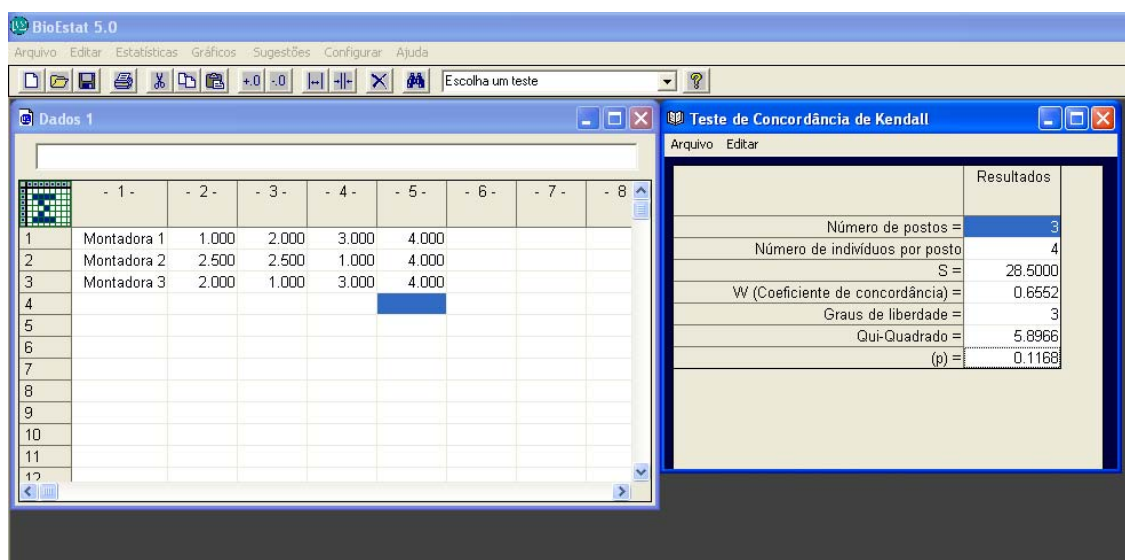 BioEstat 5.0
Arquivo Editar Estatísticas Gráficos Sugestões Configurar Ajuda
+.0 -.0 Escolha um teste
Dados 1
- 1 - - 2 - - 3 - - 4 - - 5 - - 6 - - 7 - - 8
1 Montadora 1 1.000 2.000 3.000 4.000
2 Montadora 2 2.500 2.500 1.000 4.000
3 Montadora 3 2.000 1.000 3.000 4.000
4
5
6
7
8
9
10
11
12
Teste de Concordância de Kendall
Arquivo Editar
Resultados
Número de postos = 3
Número de indivíduos por posto 4
S = 28.5000
W (Coeficiente de concordância) = 0.6552
Graus de liberdade = 3
Qui-Quadrado = 5.8966
(p) = 0.1168